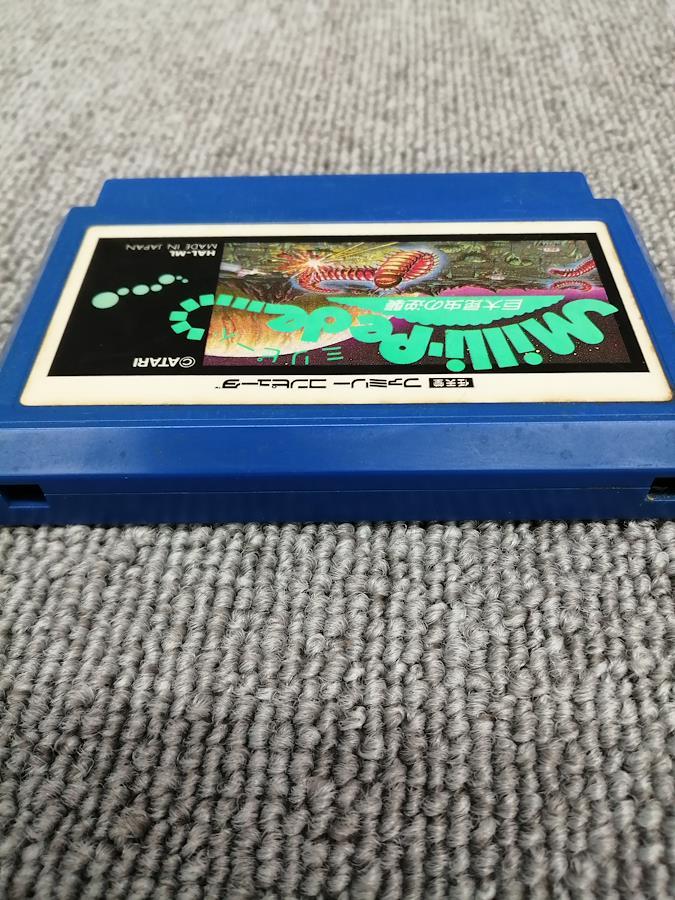 任天堂 ファミリーコンピュータ
Milli-Pede
ミリピード
巨大昆虫の逆襲
©ATARI
HAL-ML
MADE IN JAPAN